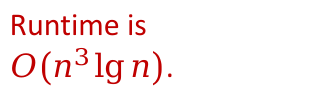 Runtime is
O(n³ lg n).